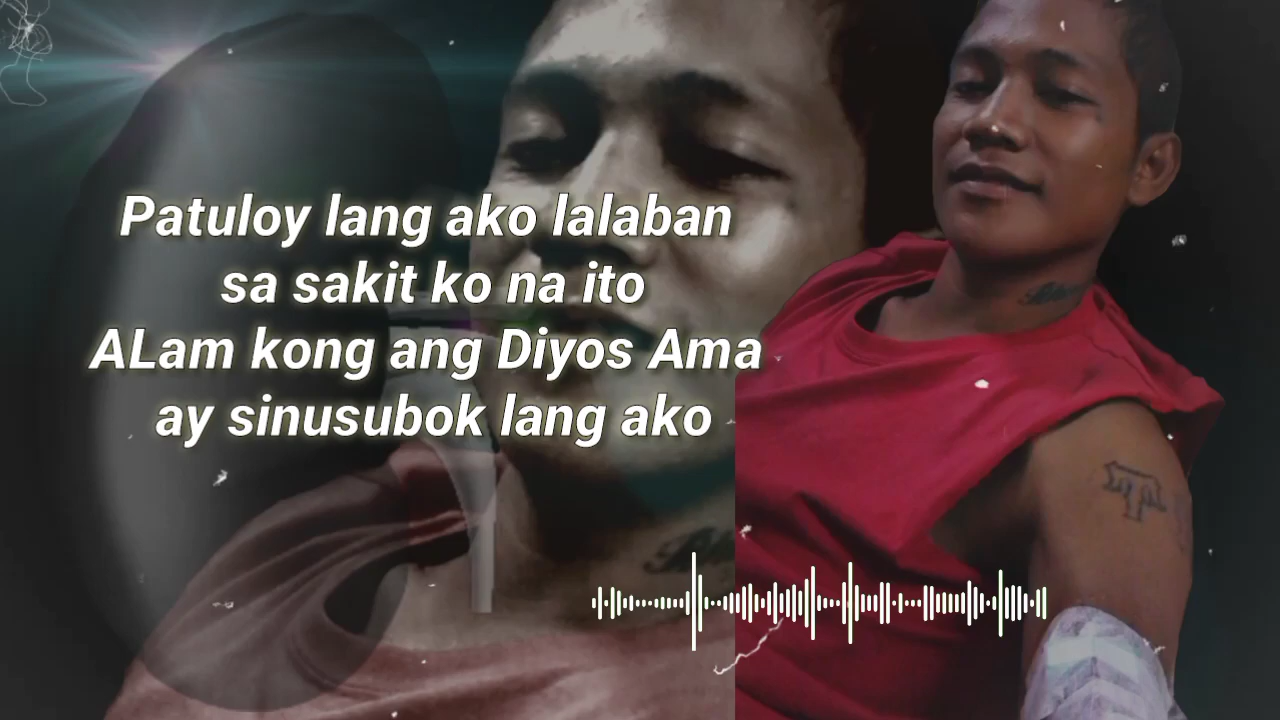 Patuloy lang ako lalaban
sa sakit ko na ito
ALam kong ang Diyos Ama
ay sinusubok lang ako